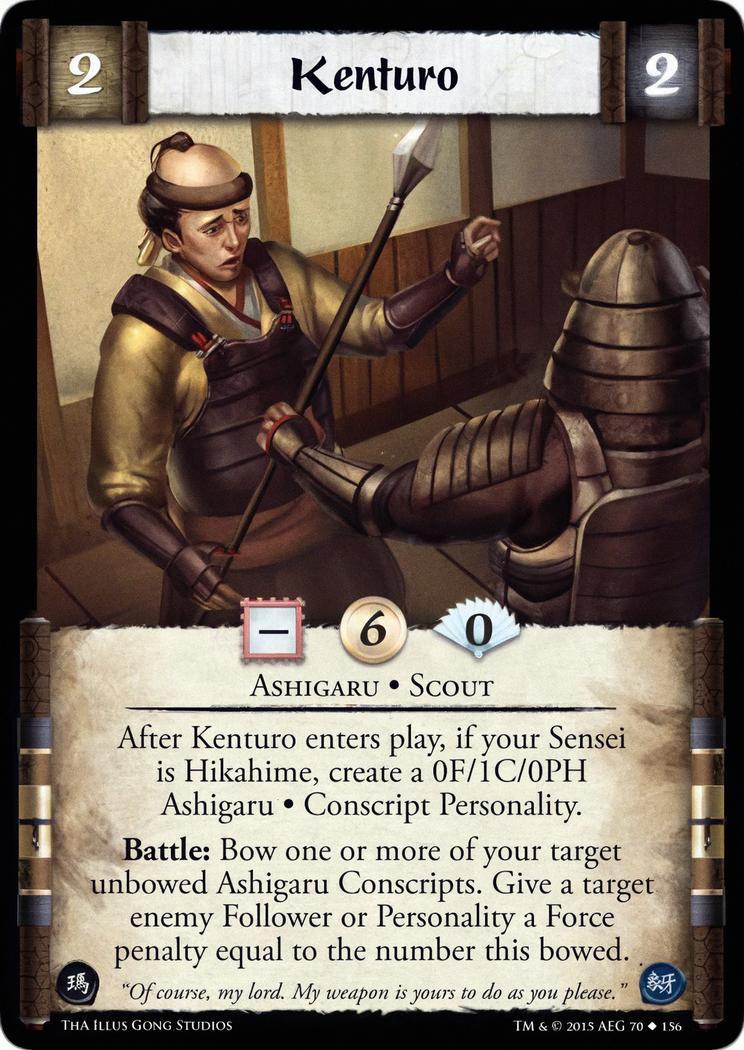 2
Kenturo
2
–
6
0
Ashigaru • Scout
After Kenturo enters play, if your Sensei
is Hikahime, create a 0F/1C/0PH
Ashigaru • Conscript Personality.
Battle: Bow one or more of your target
unbowed Ashigaru Conscripts. Give a target
enemy Follower or Personality a Force
penalty equal to the number this bowed.
"Of course, my lord. My weapon is yours to do as you please."
ThA Illus Gong Studios
TM & © 2015 AEG 70 ◆ 156